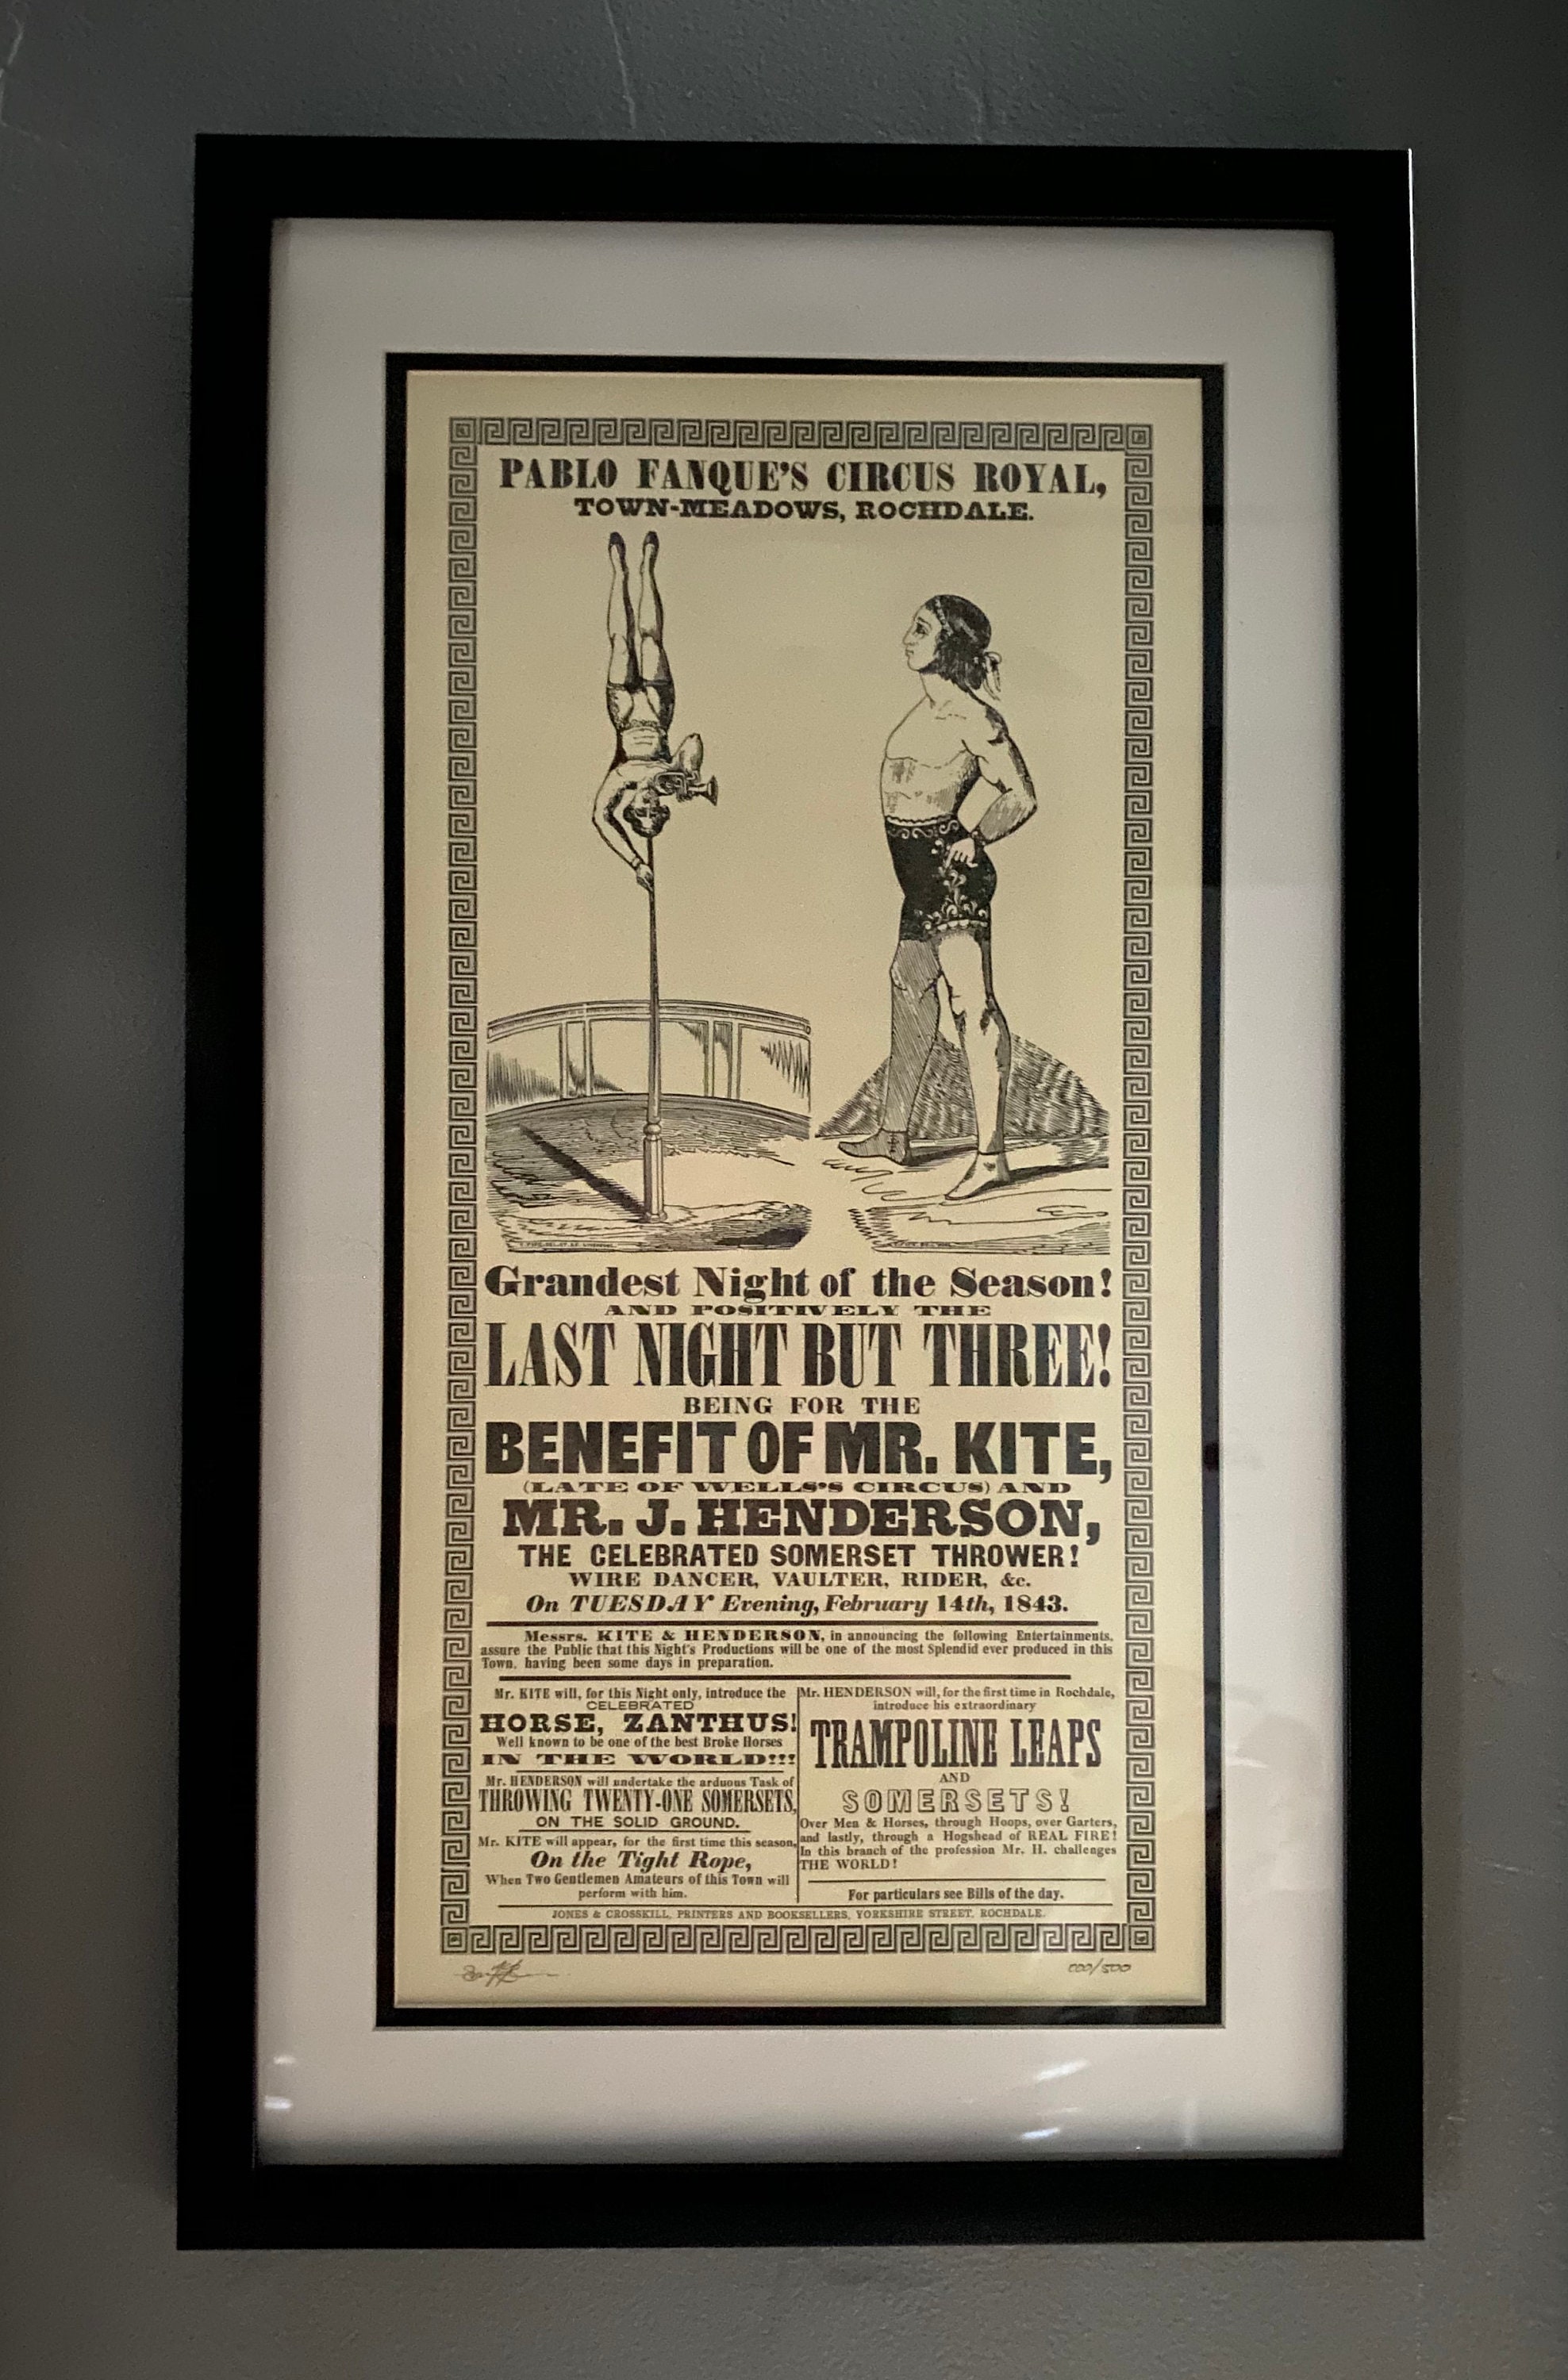 PABLO FANQUE'S CIRCUS ROYAL,
TOWN-MEADOWS, ROCHDALE.
Grandest Night of the Season!
AND POSITIVELY THE
LAST NIGHT BUT THREE!
BEING FOR THE
BENEFIT OF MR. KITE,
(LATE OF WELLS'S CIRCUS) AND
MR. J. HENDERSON,
THE CELEBRATED SOMERSET THROWER!
WIRE DANCER, VAULTER, RIDER, &c.
On TUESDAY Evening, February 14th, 1843.
Messrs. KITE & HENDERSON, in announcing the following Entertainments,
assure the Public that this Night's Productions will be one of the most Splendid ever produced in this
Town, having been some days in preparation.
Mr. KITE will, for this Night only, introduce the
CELEBRATED
HORSE, ZANTHUS!
Well known to be one of the best Broke Horses
IN THE WORLD!!!
Mr. HENDERSON will undertake the arduous Task of
THROWING TWENTY-ONE SOMERSETS,
ON THE SOLID GROUND.
Mr. KITE will appear, for the first time this season,
On the Tight Rope,
When Two Gentlemen Amateurs of this Town will
perform with him.
Mr. HENDERSON will, for the first time in Rochdale,
introduce his extraordinary
TRAMPOLINE LEAPS
AND
SOMERSETS!
Over Men & Horses, through Hoops, over Garters,
and lastly, through a Hogshead of REAL FIRE!
In this branch of the profession Mr. H. challenges
THE WORLD!
For particulars see Bills of the day.
JONES & CROSSKILL, PRINTERS AND BOOKSELLERS, YORKSHIRE STREET, ROCHDALE.
000/500